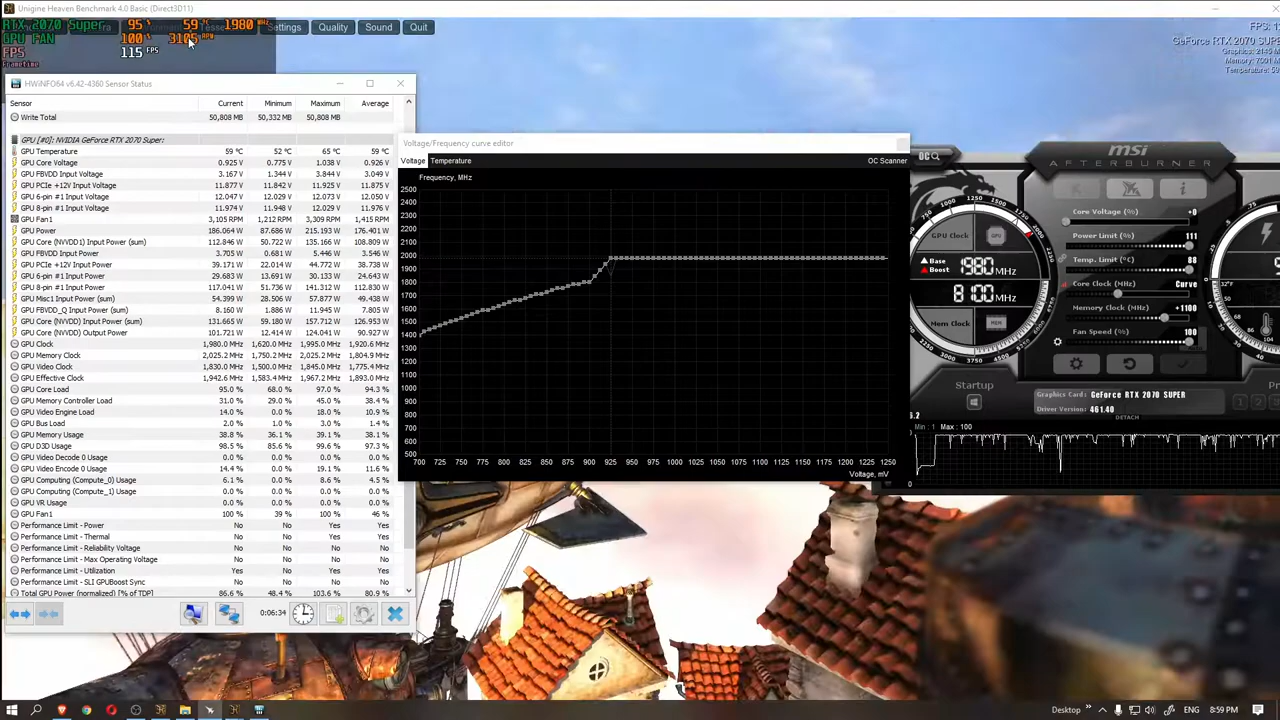 Unigine Heaven Benchmark 4.0 Basic (Direct3D11)
RTX 2070 Super 95 % 59 °C 1980 MHz
GPU FAN 100 % 3105 RPM
FPS 115 FPS
Frametime
Settings Quality Sound Quit
GeForce RTX 2070 SUPER
HWiNFO64 v6.42-4360 Sensor Status
Sensor Current Minimum Maximum Average
Write Total 50,808 MB 50,332 MB 50,808 MB
GPU [#0]: NVIDIA GeForce RTX 2070 Super:
GPU Temperature 59 °C 52 °C 65 °C 59 °C
GPU Core Voltage 0.925 V 0.775 V 1.038 V 0.926 V
GPU FBVDD Input Voltage 3.167 V 1.344 V 3.844 V 3.049 V
GPU PCIe +12V Input Voltage 11.877 V 11.842 V 11.925 V 11.875 V
GPU 6-pin #1 Input Voltage 12.047 V 12.029 V 12.073 V 12.050 V
GPU 8-pin #1 Input Voltage 11.974 V 11.948 V 12.029 V 11.976 V
GPU Fan1 3,105 RPM 1,212 RPM 3,309 RPM 1,415 RPM
GPU Power 186.064 W 87.686 W 215.193 W 176.401 W
GPU Core (NVVDD1) Input Power (sum) 112.846 W 50.722 W 135.166 W 108.809 W
GPU FBVDD Input Power 3.705 W 0.681 W 5.446 W 3.546 W
GPU PCIe +12V Input Power 39.171 W 22.014 W 44.772 W 38.738 W
GPU 6-pin #1 Input Power 29.683 W 13.641 W 30.133 W 24.643 W
GPU 8-pin #1 Input Power 117.041 W 51.736 W 141.312 W 112.830 W
GPU Misc1 Input Power (sum) 54.399 W 28.506 W 57.877 W 49.438 W
GPU FBVDD_Q Input Power (sum) 8.160 W 1.886 W 11.945 W 7.805 W
GPU Core (NVVDD) Input Power (sum) 131.665 W 59.180 W 157.712 W 126.953 W
GPU Core (NVVDD) Output Power 101.721 W 12.414 W 124.041 W 90.927 W
GPU Clock 1,980.0 MHz 1,620.0 MHz 1,995.0 MHz 1,920.6 MHz
GPU Memory Clock 2,025.2 MHz 1,750.2 MHz 2,025.2 MHz 1,804.9 MHz
GPU Video Clock 1,830.0 MHz 1,500.0 MHz 1,845.0 MHz 1,775.4 MHz
GPU Effective Clock 1,942.6 MHz 1,583.4 MHz 1,967.2 MHz 1,893.0 MHz
GPU Core Load 95.0 % 68.0 % 97.0 % 94.3 %
GPU Memory Controller Load 31.0 % 29.0 % 45.0 % 38.4 %
GPU Video Engine Load 14.0 % 0.0 % 18.0 % 10.9 %
GPU Bus Load 2.0 % 1.0 % 3.0 % 1.4 %
GPU Memory Usage 38.8 % 36.1 % 39.1 % 38.1 %
GPU D3D Usage 98.5 % 85.6 % 99.6 % 97.3 %
GPU Video Decode 0 Usage 0.0 % 0.0 % 0.0 % 0.0 %
GPU Video Encode 0 Usage 14.4 % 0.0 % 19.1 % 11.6 %
GPU Computing (Compute_0) Usage 6.1 % 0.0 % 8.6 % 4.5 %
GPU Computing (Compute_1) Usage 0.0 % 0.0 % 0.0 % 0.0 %
GPU VR Usage 0.0 % 0.0 % 0.0 % 0.0 %
GPU Fan1 100 % 39 % 100 % 46 %
Performance Limit - Power No No Yes Yes
Performance Limit - Thermal No No Yes Yes
Performance Limit - Reliability Voltage No No No No
Performance Limit - Max Operating Voltage No No No No
Performance Limit - Utilization Yes No Yes Yes
Performance Limit - SLI GPUBoost Sync No No No No
Total GPU Power (normalized) [% of TDP] 86.6 % 48.4 % 103.6 % 80.9 %
0:06:34
Voltage/Frequency curve editor
Voltage Temperature OC Scanner
Frequency, MHz
2500
2400
2300
2200
2100
2000
1900
1800
1700
1600
1500
1400
1300
1200
1100
1000
900
800
700
600
500
700 725 750 775 800 825 850 875 900 925 950 975 1000 1025 1050 1075 1100 1125 1150 1175 1200 1225 1250
Voltage, mV
OC
msi
AFTERBURNER
GPU Clock GPU
Base
Boost
1980 MHz
8100 MHz
Mem Clock MEM
Core Voltage (%) +0
Power Limit (%) 111
Temp. Limit (°C) 88
Core Clock (MHz) Curve
Memory Clock (MHz) +1100
Fan Speed (%) 100
Startup
Graphics Card: GeForce RTX 2070 SUPER
Driver Version: 461.40
DETACH
Min : 1 Max : 100
Desktop ENG 8:59 PM